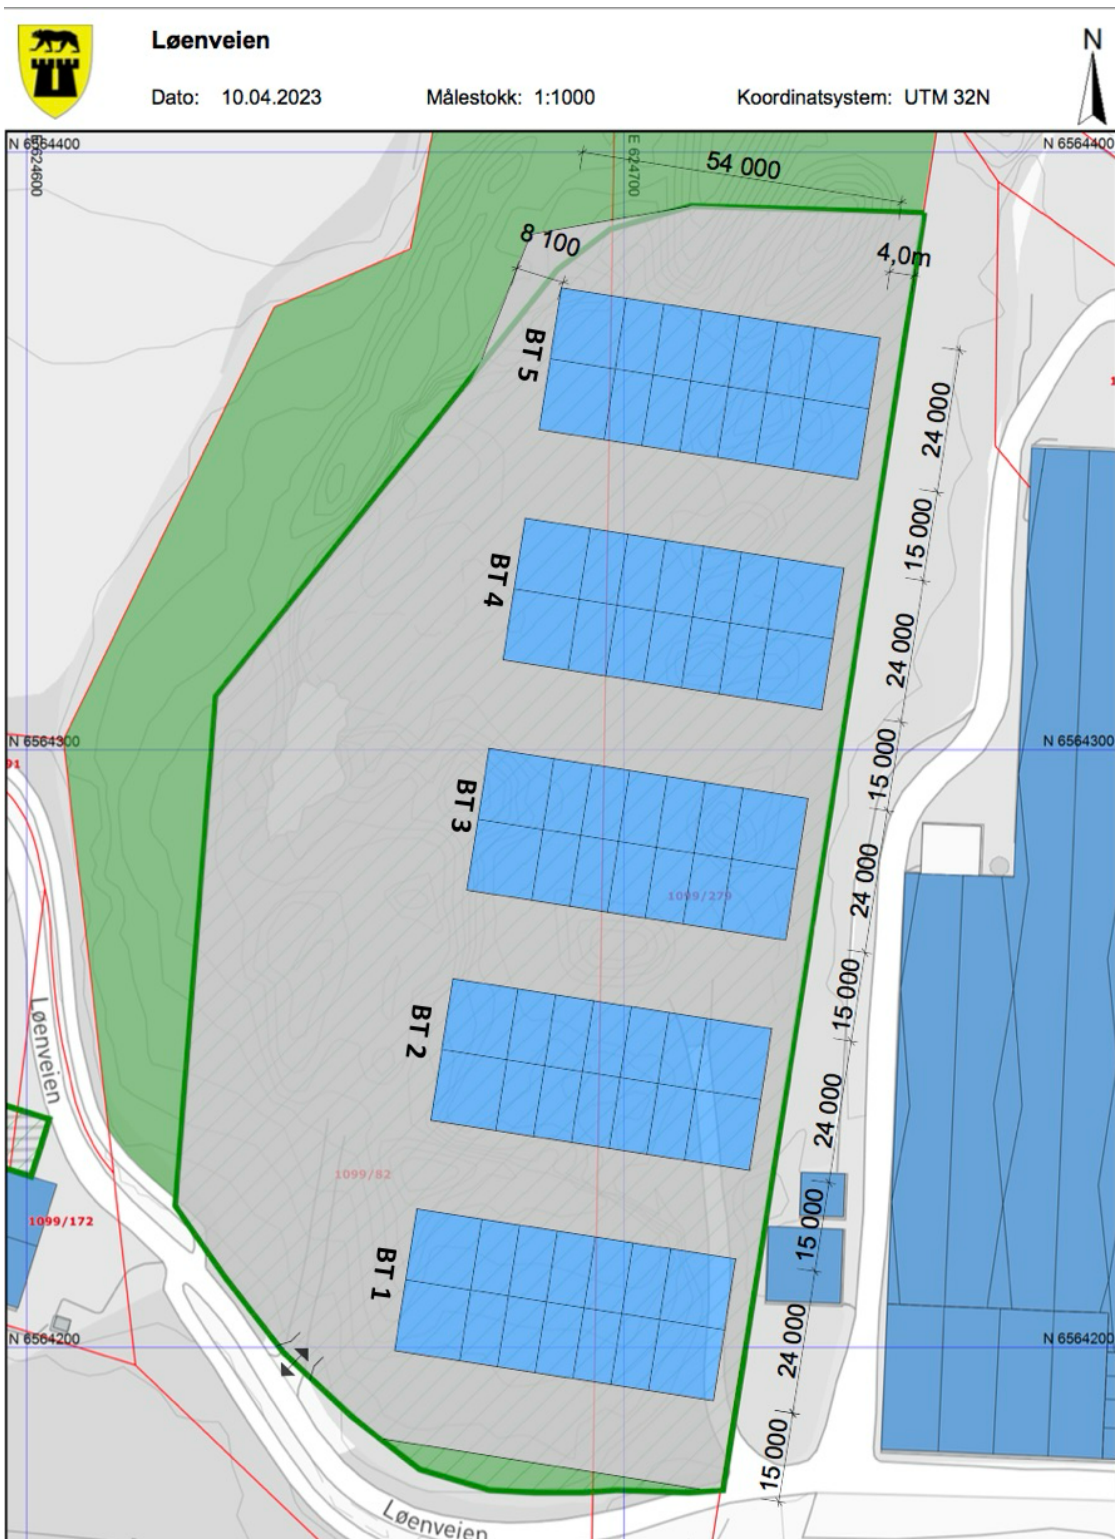 Løenveien
Dato: 10.04.2023 Målestokk: 1:1000 Koordinatsystem: UTM 32N
N
N 6564400
E 624600
E 624700
N 6564400
54 000
8 100
4,0m
BT 5
24 000
15 000
BT 4
24 000
N 6564300
N 6564300
91
15 000
BT 3
24 000
1099/279
15 000
BT 2
Løenveien
24 000
1099/82
1099/172
15 000
BT 1
N 6564200
N 6564200
24 000
15 000
Løenveien